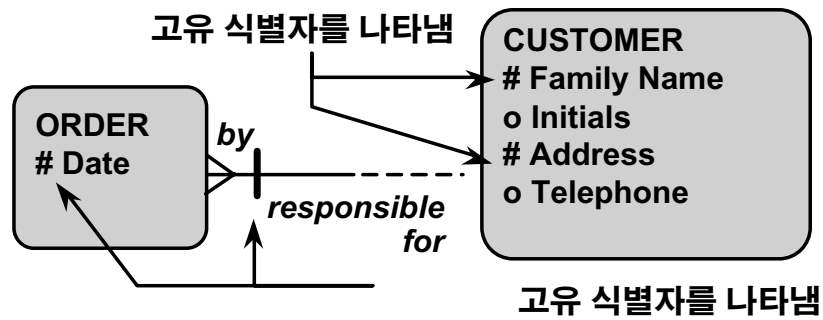 고유 식별자를 나타냄
CUSTOMER
# Family Name
o Initials
# Address
o Telephone
ORDER
# Date
by
responsible
for
고유 식별자를 나타냄